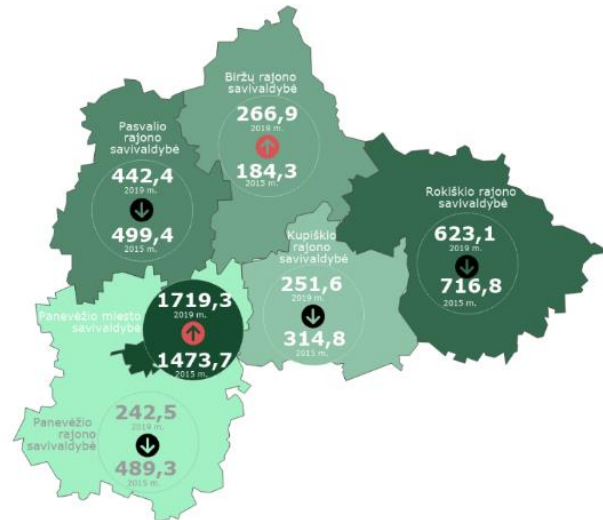 Biržų rajono
savivaldybė
266,9
2019 m.
184,3
2015 m.
Pasvalio
rajono
savivaldybė
442,4
2019 m.
499,4
2015 m.
Rokiškio rajono
savivaldybė
623,1
2019 m.
716,8
2015 m.
Kupiškio
rajono
savivaldybė
251,6
2019 m.
314,8
2015 m.
Panevėžio miesto
savivaldybė
1719,3
2019 m.
1473,7
2015 m.
Panevėžio
rajono
savivaldybė
242,5
2019 m.
489,3
2015 m.